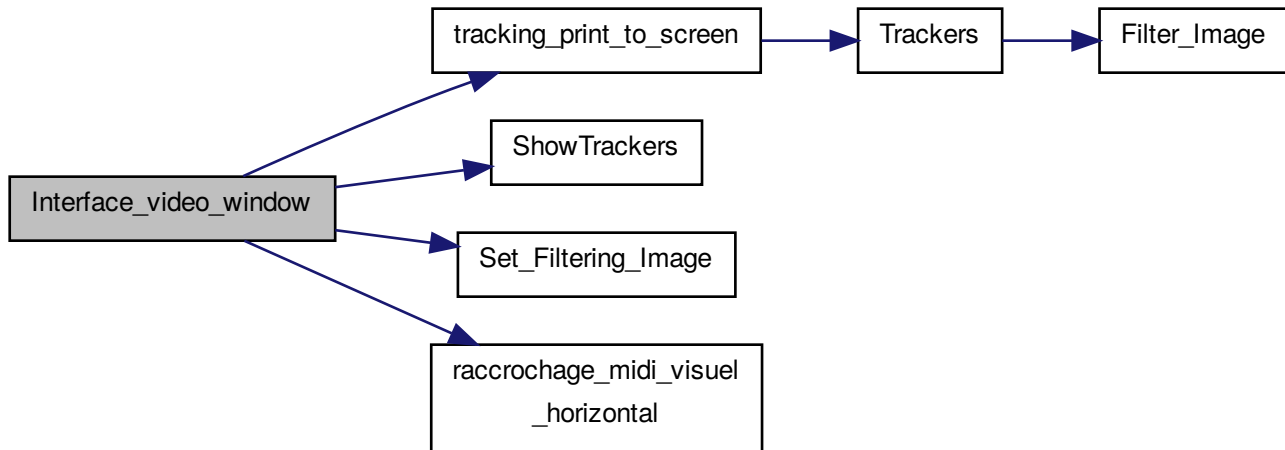 tracking_print_to_screen
Trackers
Filter_Image
ShowTrackers
Interface_video_window
Set_Filtering_Image
raccrochage_midi_visuel
_horizontal